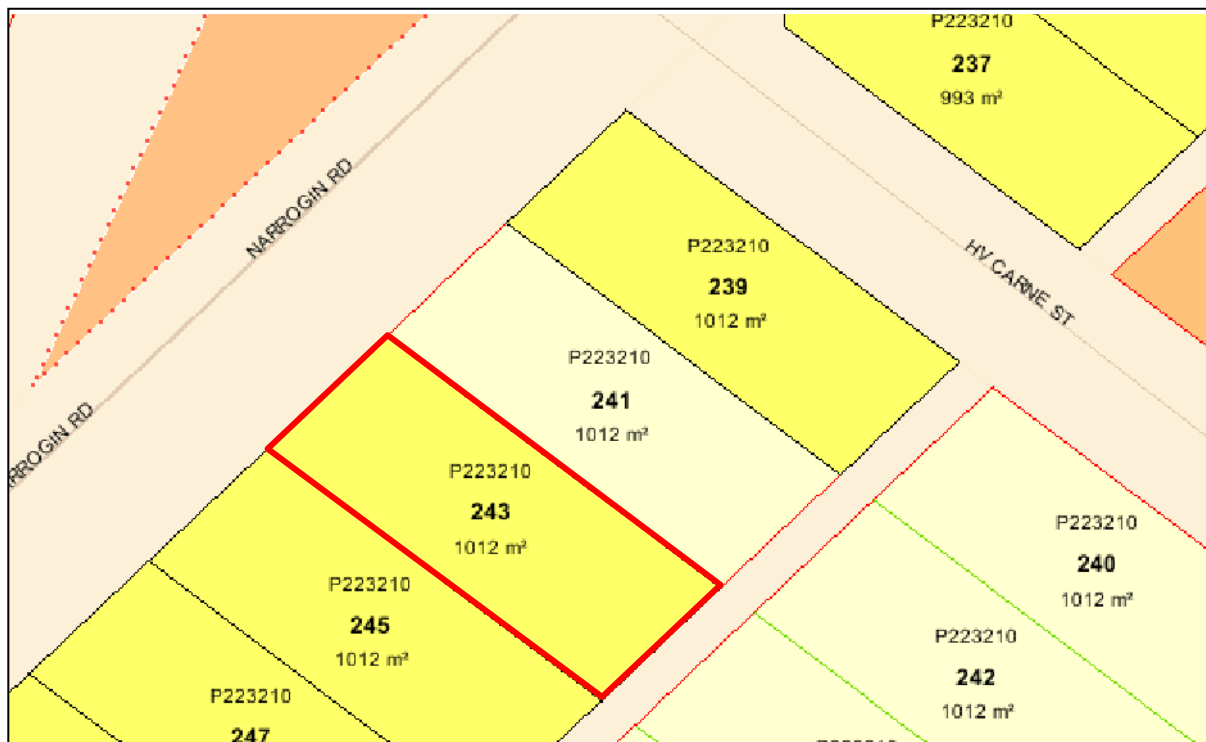 P223210
237
993 m²
NARROGIN RD
P223210
239
1012 m²
HV CARNE ST
P223210
241
1012 m²
RROGIN RD
P223210
243
1012 m²
P223210
240
1012 m²
P223210
245
1012 m²
P223210
242
1012 m²
P223210
247